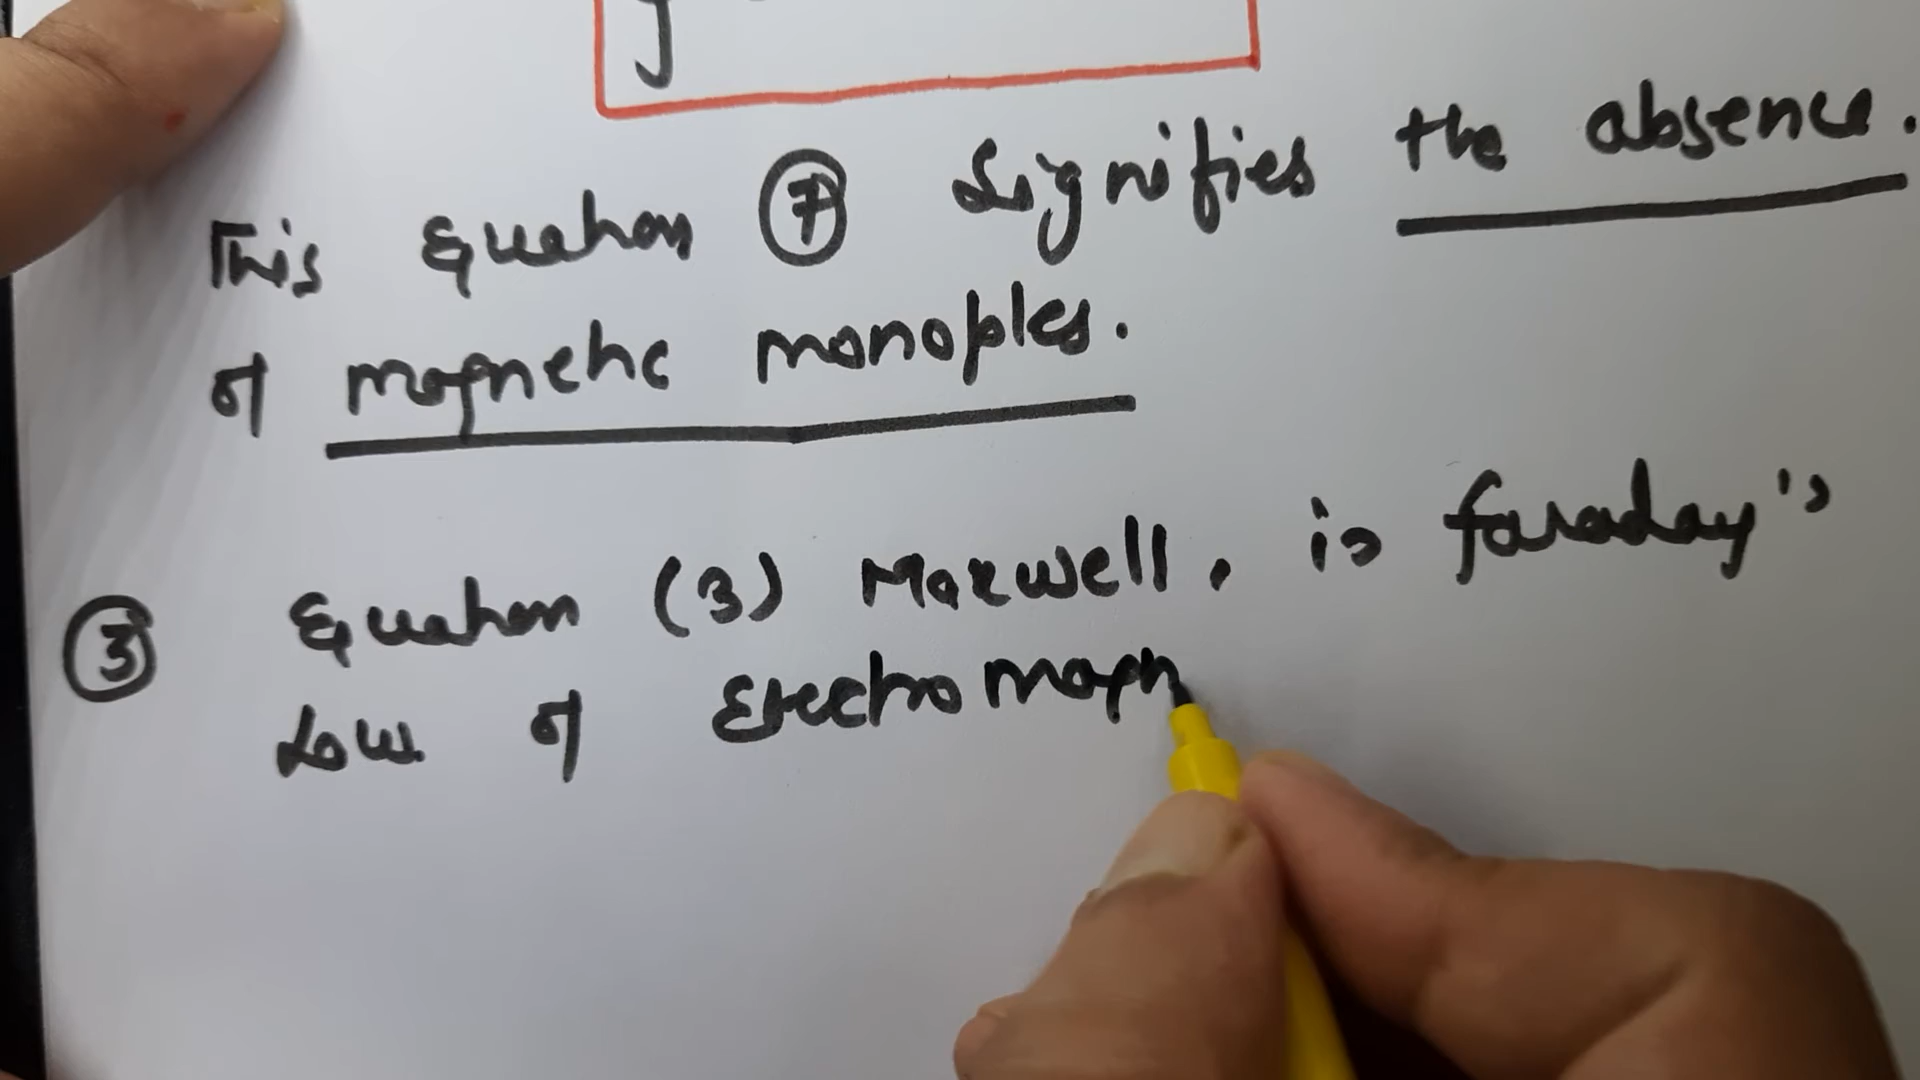 This Equation 7 Signifies the absence.
of magnetic monoples.
3 Equation (3) Maxwell, is faraday's
Law of Electromagn